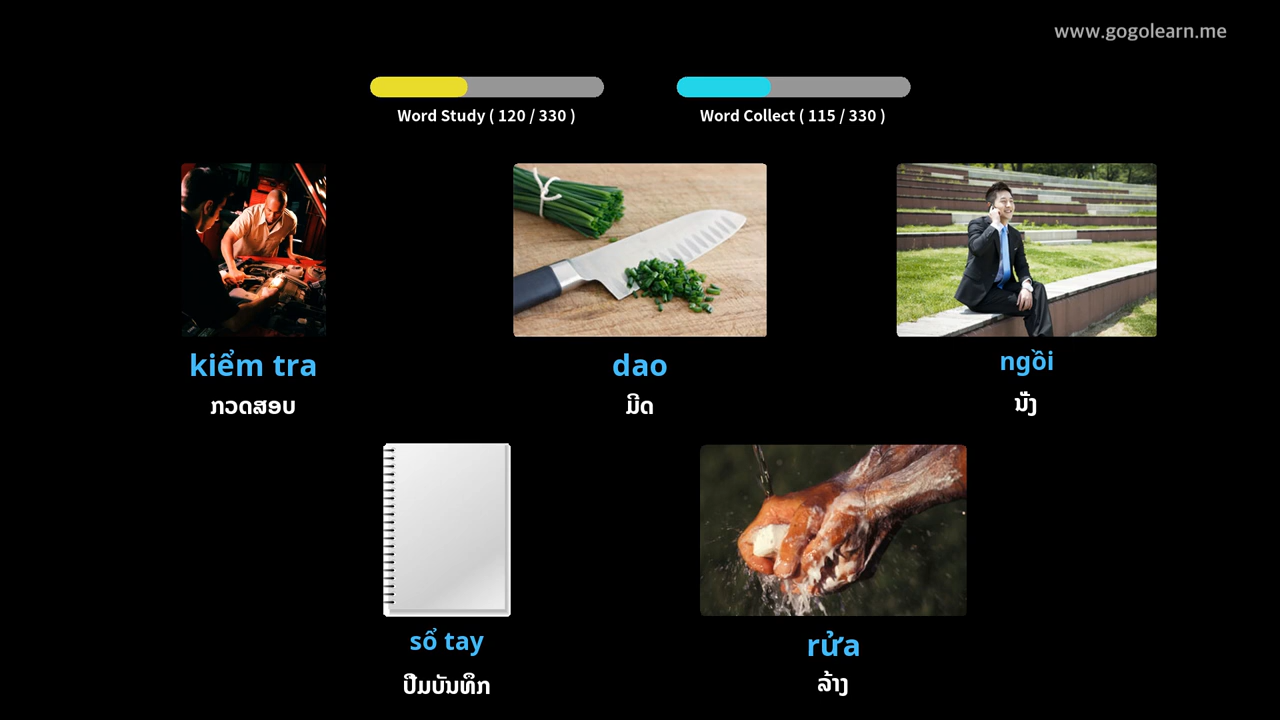 www.gogolearn.me
Word Study ( 120 / 330 )
Word Collect ( 115 / 330 )
kiểm tra
ກວດສອບ
dao
ມີດ
ngồi
ນັ່ງ
sổ tay
ປຶ້ມບັນທຶກ
rửa
ລ້າງ